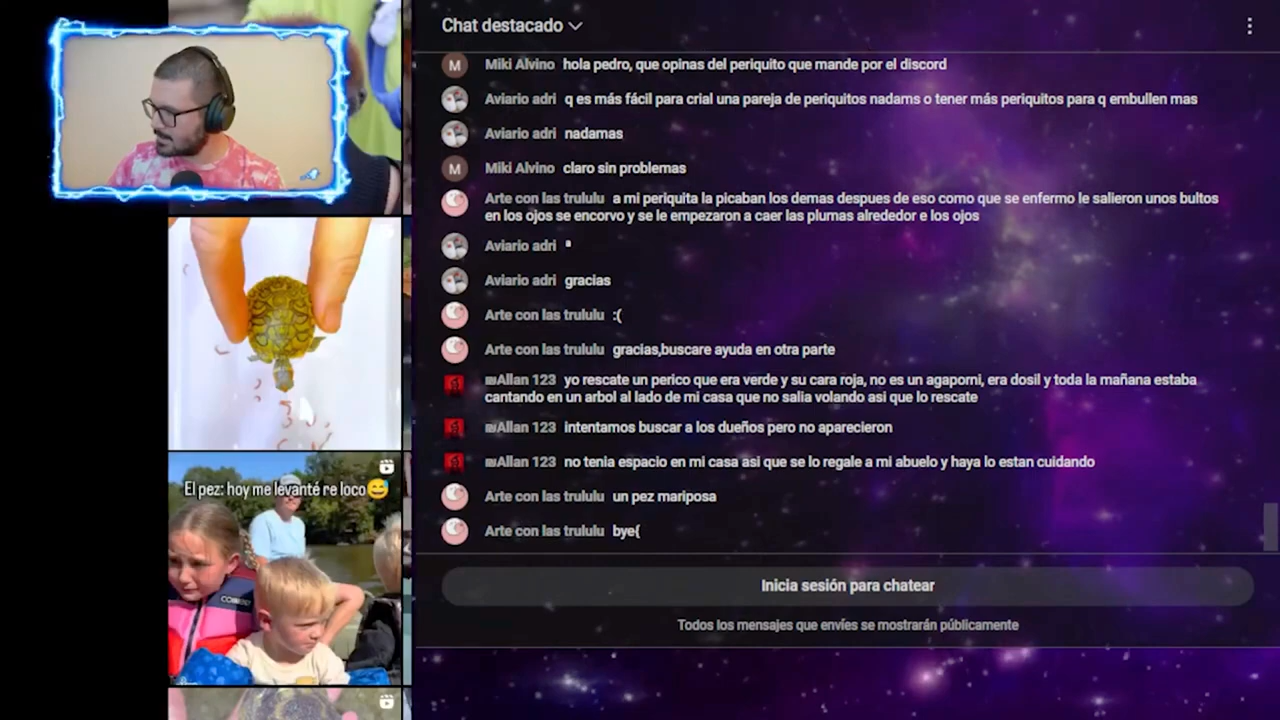 Chat destacado
M Miki Alvino hola pedro, que opinas del periquito que mande por el discord
Aviario adri q es más fácil para crial una pareja de periquitos nadams o tener más periquitos para q embullen mas
Aviario adri nadamas
M Miki Alvino claro sin problemas
Arte con las trululu a mi periquita la picaban los demas despues de eso como que se enfermo le salieron unos bultos
en los ojos se encorvo y se le empezaron a caer las plumas alrededor e los ojos
Aviario adri
Aviario adri gracias
Arte con las trululu :(
Arte con las trululu gracias,buscare ayuda en otra parte
Allan 123 yo rescate un perico que era verde y su cara roja, no es un agaporni, era dosil y toda la mañana estaba
cantando en un arbol al lado de mi casa que no salia volando asi que lo rescate
Allan 123 intentamos buscar a los dueños pero no aparecieron
Allan 123 no tenia espacio en mi casa asi que se lo regale a mi abuelo y haya lo estan cuidando
El pez: hoy me levanté re loco😅
Arte con las trululu un pez mariposa
Arte con las trululu bye{
Inicia sesión para chatear
Todos los mensajes que envíes se mostrarán públicamente